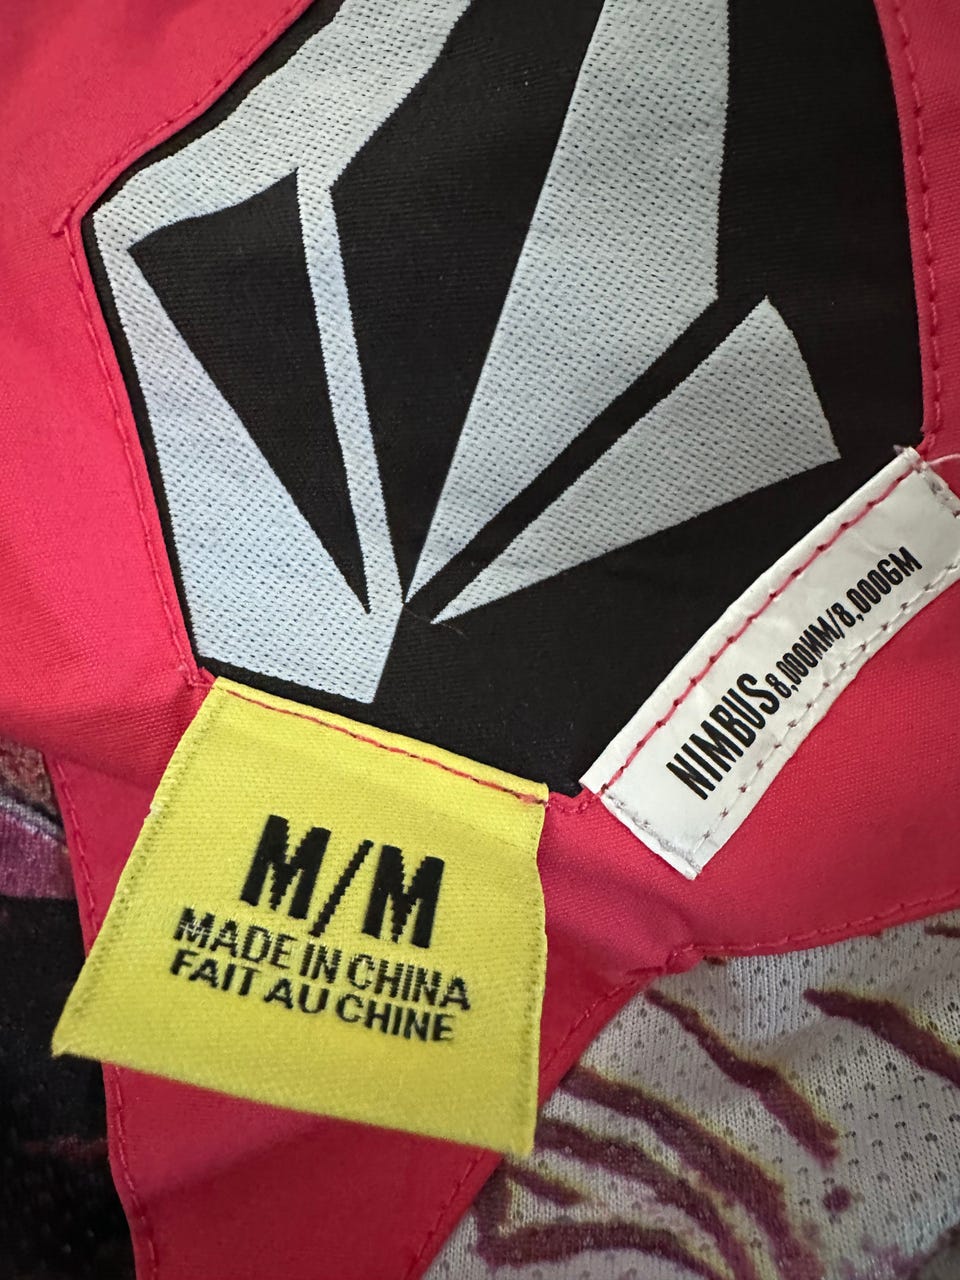 NIMBUS 8,000MM/8,000GM
M/M
MADE IN CHINA
FAIT AU CHINE